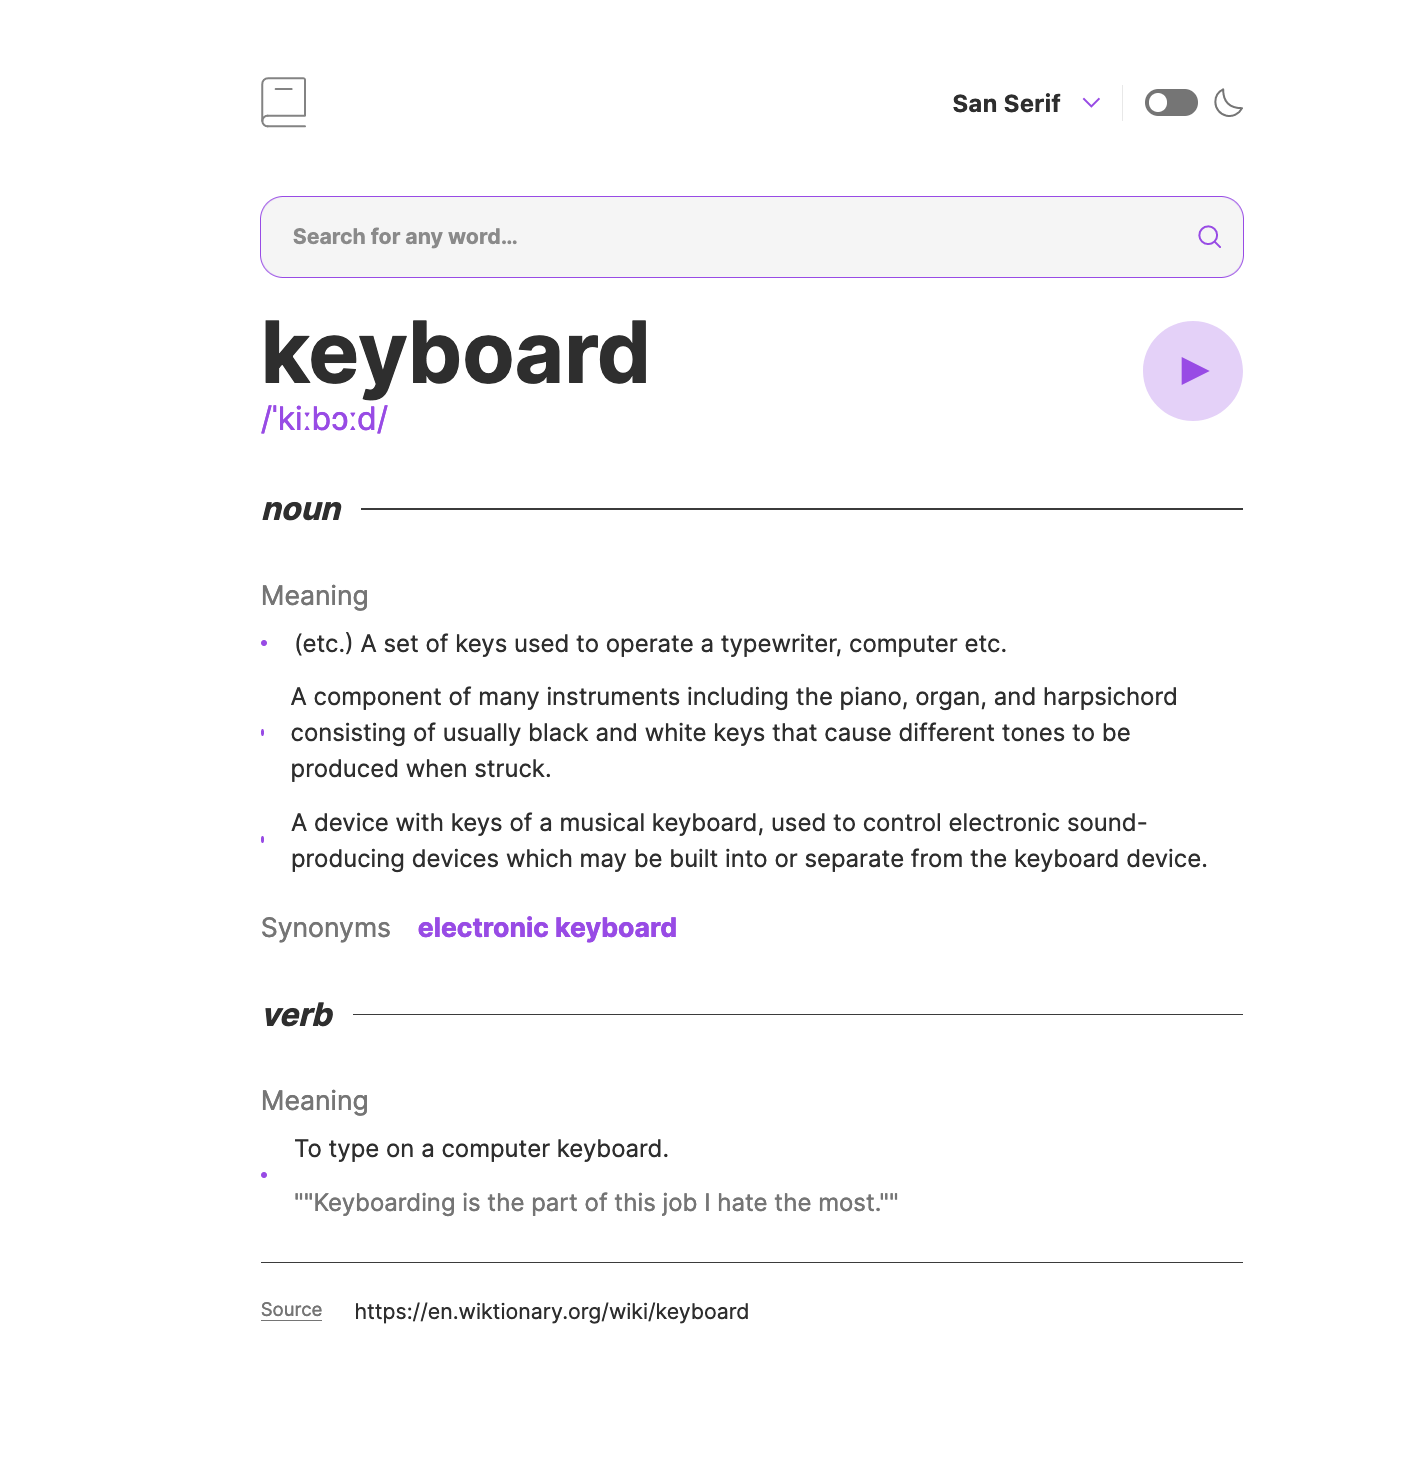 San Serif
Search for any word...
keyboard
/ˈkiːbɔːd/
noun
Meaning
(etc.) A set of keys used to operate a typewriter, computer etc.
A component of many instruments including the piano, organ, and harpsichord
consisting of usually black and white keys that cause different tones to be
produced when struck.
A device with keys of a musical keyboard, used to control electronic sound-
producing devices which may be built into or separate from the keyboard device.
Synonyms electronic keyboard
verb
Meaning
To type on a computer keyboard.
""Keyboarding is the part of this job I hate the most.""
Source https://en.wiktionary.org/wiki/keyboard